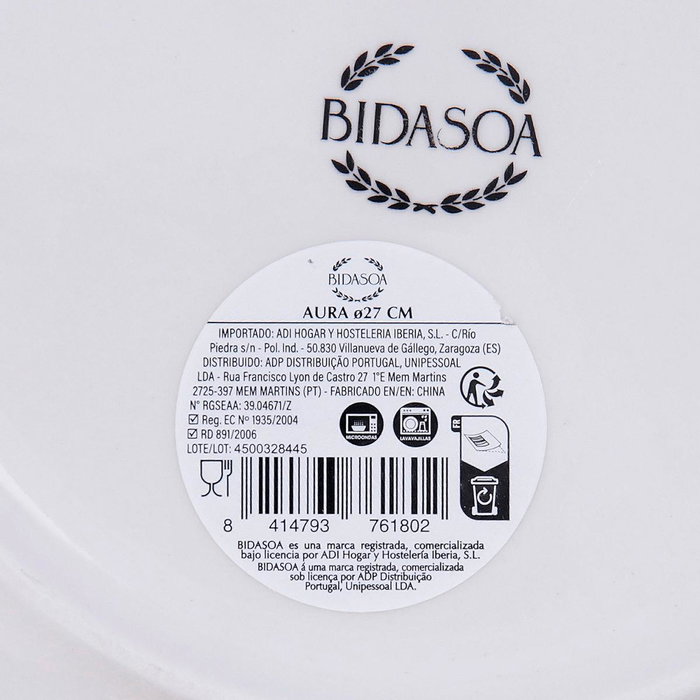 BIDASOA
BIDASOA
AURA ø27 CM
IMPORTADO: ADI HOGAR Y HOSTELERIA IBERIA, S.L. - C/Río
Piedra s/n - Pol. Ind. - 50.830 Villanueva de Gállego, Zaragoza (ES)
DISTRIBUIDO: ADP DISTRIBUIÇÃO PORTUGAL, UNIPESSOAL
LDA - Rua Francisco Lyon de Castro 27 1°E Mem Martins
2725-397 MEM MARTINS (PT) - FABRICADO EN/EN: CHINA
N° RGSEAA: 39.04671/Z
Reg. EC Nº 1935/2004
RD 891/2006
LOTE/LOT: 4500328445
MICROONDAS
LAVAVAJILLAS
FR
8 414793 761802
BIDASOA es una marca registrada, comercializada
bajo licencia por ADI Hogar y Hostelería Iberia, S.L.
BIDASOA á uma marca registrada, comercializada
sob licença por ADP Distribuição
Portugal, Unipessoal LDA.